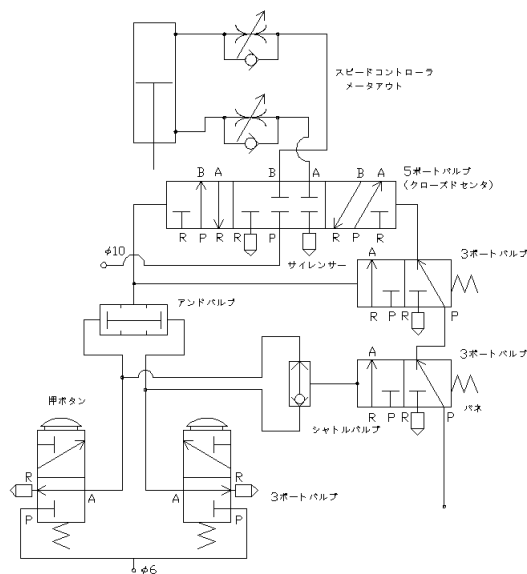 スピードコントローラ
メータアウト
B A B A B A
5ポートバルブ
(クローズドセンタ)
R P R R P R P R
φ10
サイレンサー
3ポートバルブ
A
R P R P
アンドバルブ
3ポートバルブ
A
バネ
R P R P
シャトルバルブ
押ボタン
R R
A A
3ポートバルブ
P P
φ6